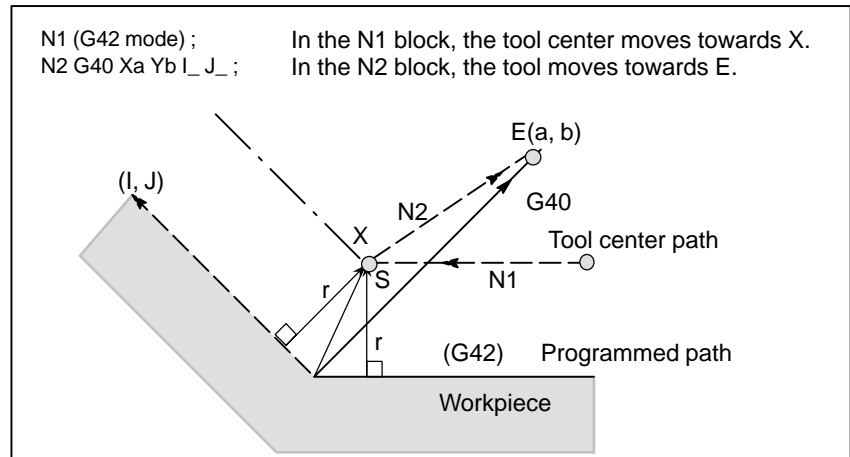 N1 (G42 mode) ; In the N1 block, the tool center moves towards X.
N2 G40 Xa Yb I_ J_ ; In the N2 block, the tool moves towards E.
E(a, b)
(I, J)
N2
G40
X
Tool center path
S
N1
r
r
(G42) Programmed path
Workpiece